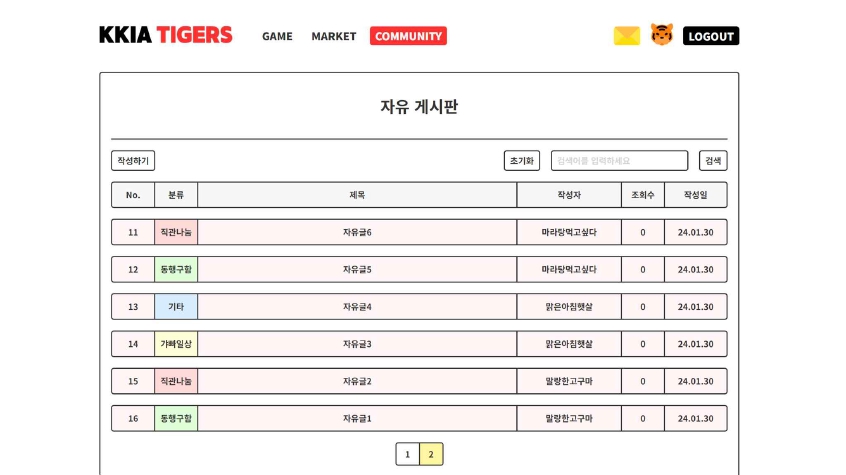 KKIA TIGERS GAME MARKET COMMUNITY LOGOUT
자유 게시판
작성하기 초기화 검색어를 입력하세요 검색
No. 분류 제목 작성자 조회수 작성일
11 직관나눔 자유글6 마라탕먹고싶다 0 24.01.30
12 동행구함 자유글5 마라탕먹고싶다 0 24.01.30
13 기타 자유글4 맑은아침햇살 0 24.01.30
14 갸빠일상 자유글3 맑은아침햇살 0 24.01.30
15 직관나눔 자유글2 말랑한고구마 0 24.01.30
16 동행구함 자유글1 말랑한고구마 0 24.01.30
1 2